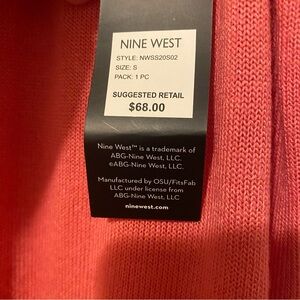 NINE WEST
STYLE: NWSS20S02
SIZE: S
PACK: 1 PC
SUGGESTED RETAIL
$68.00
Nine West™ is a trademark of
ABG-Nine West, LLC.
©ABG-Nine West, LLC.
Manufactured by OSU/FitsFab
LLC under license from
ABG-Nine West, LLC
ninewest.com